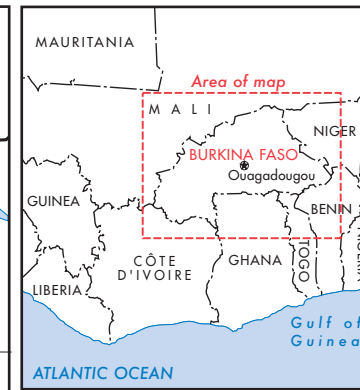 MAURITANIA
Area of map
MALI
NIGER
BURKINA FASO
Ouagadougou
GUINEA
BENIN
CÔTE
D'IVOIRE
GHANA
TOGO
LIBERIA
Gulf of
Guinea
ATLANTIC OCEAN